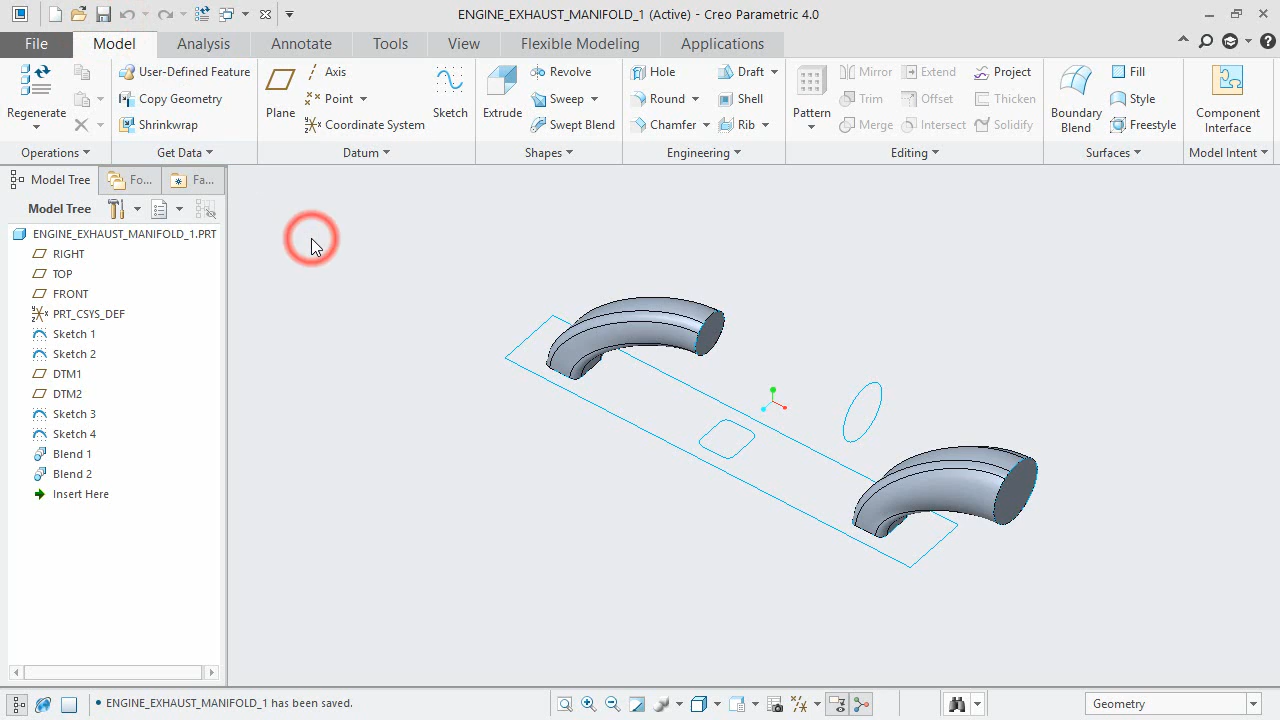 ENGINE_EXHAUST_MANIFOLD_1 (Active) - Creo Parametric 4.0
File Model Analysis Annotate Tools View Flexible Modeling Applications
Regenerate
User-Defined Feature
Copy Geometry
Shrinkwrap
Plane
Axis
Point
Coordinate System
Sketch
Extrude
Revolve
Sweep
Swept Blend
Hole
Round
Chamfer
Draft
Shell
Rib
Pattern
Mirror
Trim
Merge
Extend
Offset
Intersect
Project
Thicken
Solidify
Boundary
Blend
Fill
Style
Freestyle
Component
Interface
Operations Get Data Datum Shapes Engineering Editing Surfaces Model Intent
Model Tree Fo... Fa...
Model Tree
ENGINE_EXHAUST_MANIFOLD_1.PRT
RIGHT
TOP
FRONT
PRT_CSYS_DEF
Sketch 1
Sketch 2
DTM1
DTM2
Sketch 3
Sketch 4
Blend 1
Blend 2
Insert Here
• ENGINE_EXHAUST_MANIFOLD_1 has been saved.
Geometry